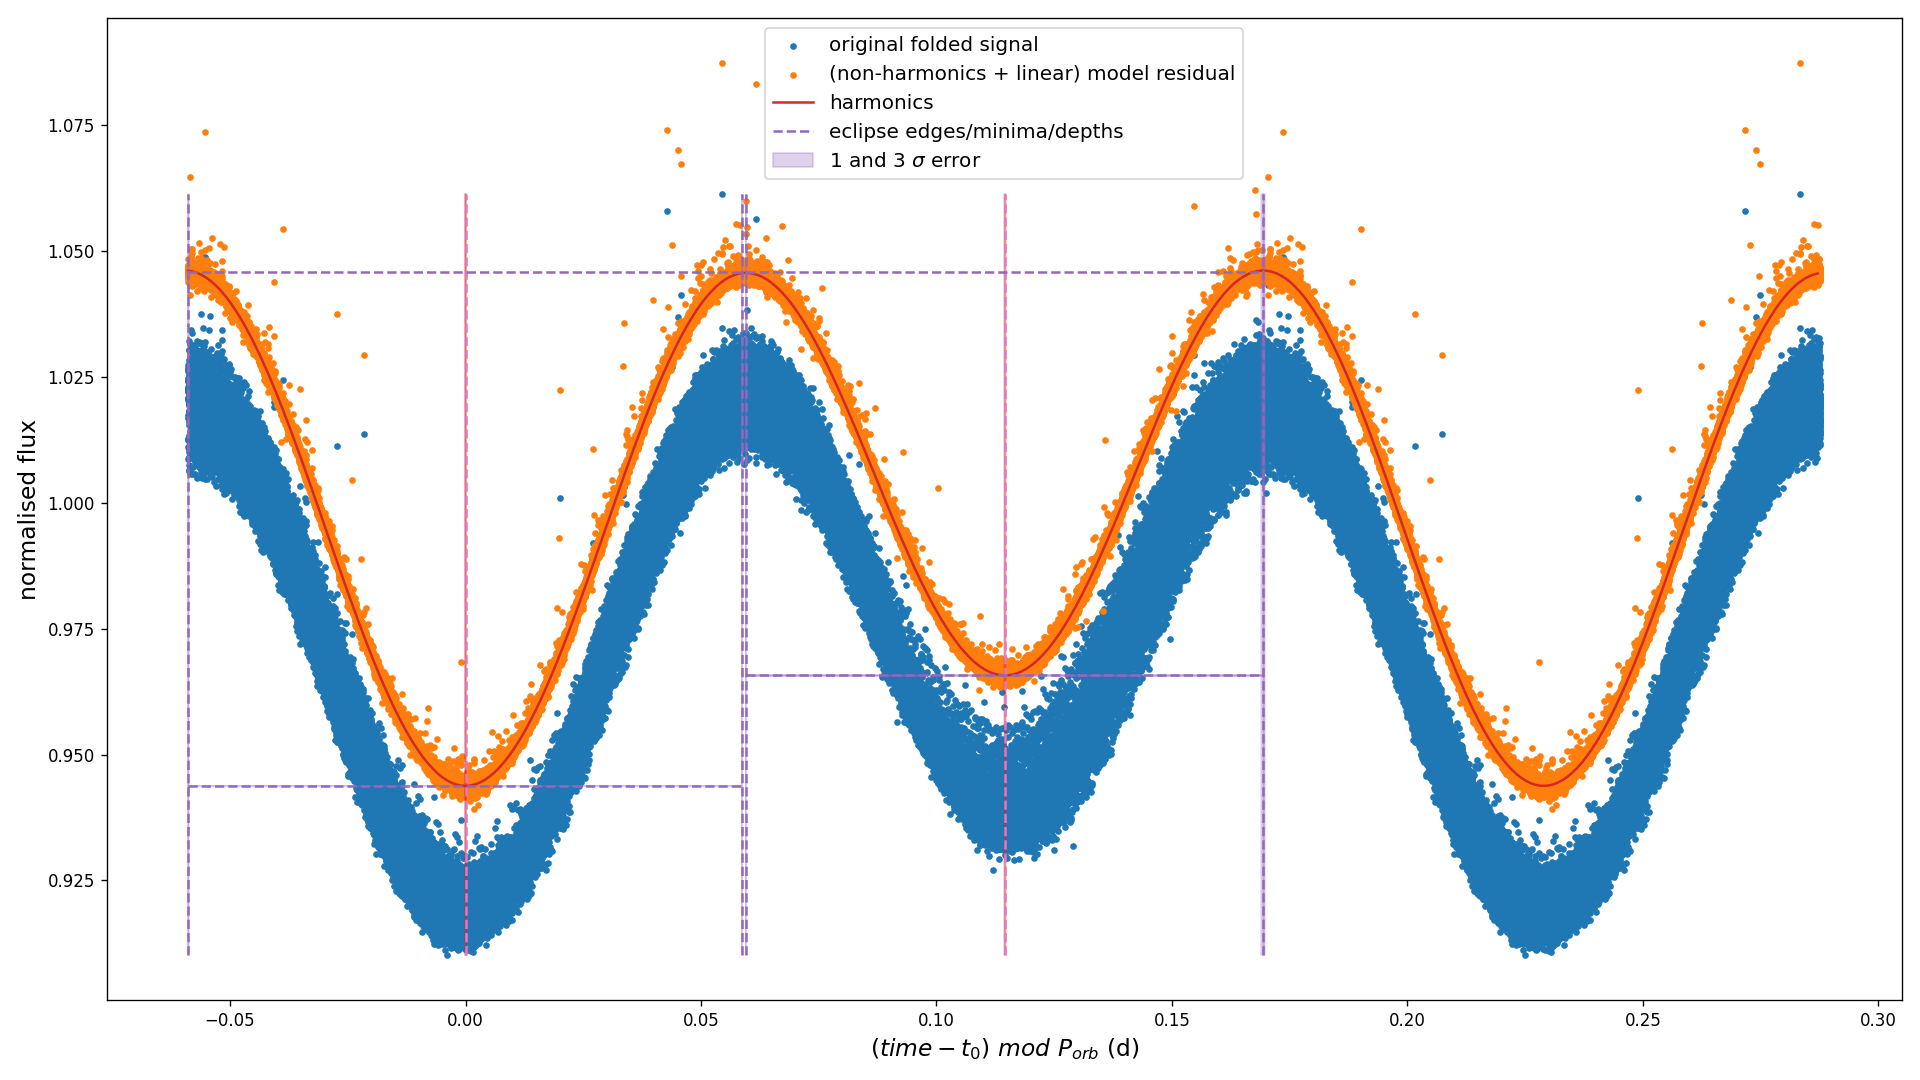 original folded signal
(non-harmonics + linear) model residual
harmonics
eclipse edges/minima/depths
1 and 3 σ error
normalised flux
1.075
1.050
1.025
1.000
0.975
0.950
0.925
−0.05
0.00
0.05
0.10
0.15
0.20
0.25
0.30
(time − t₀) mod Pₒᵣb (d)